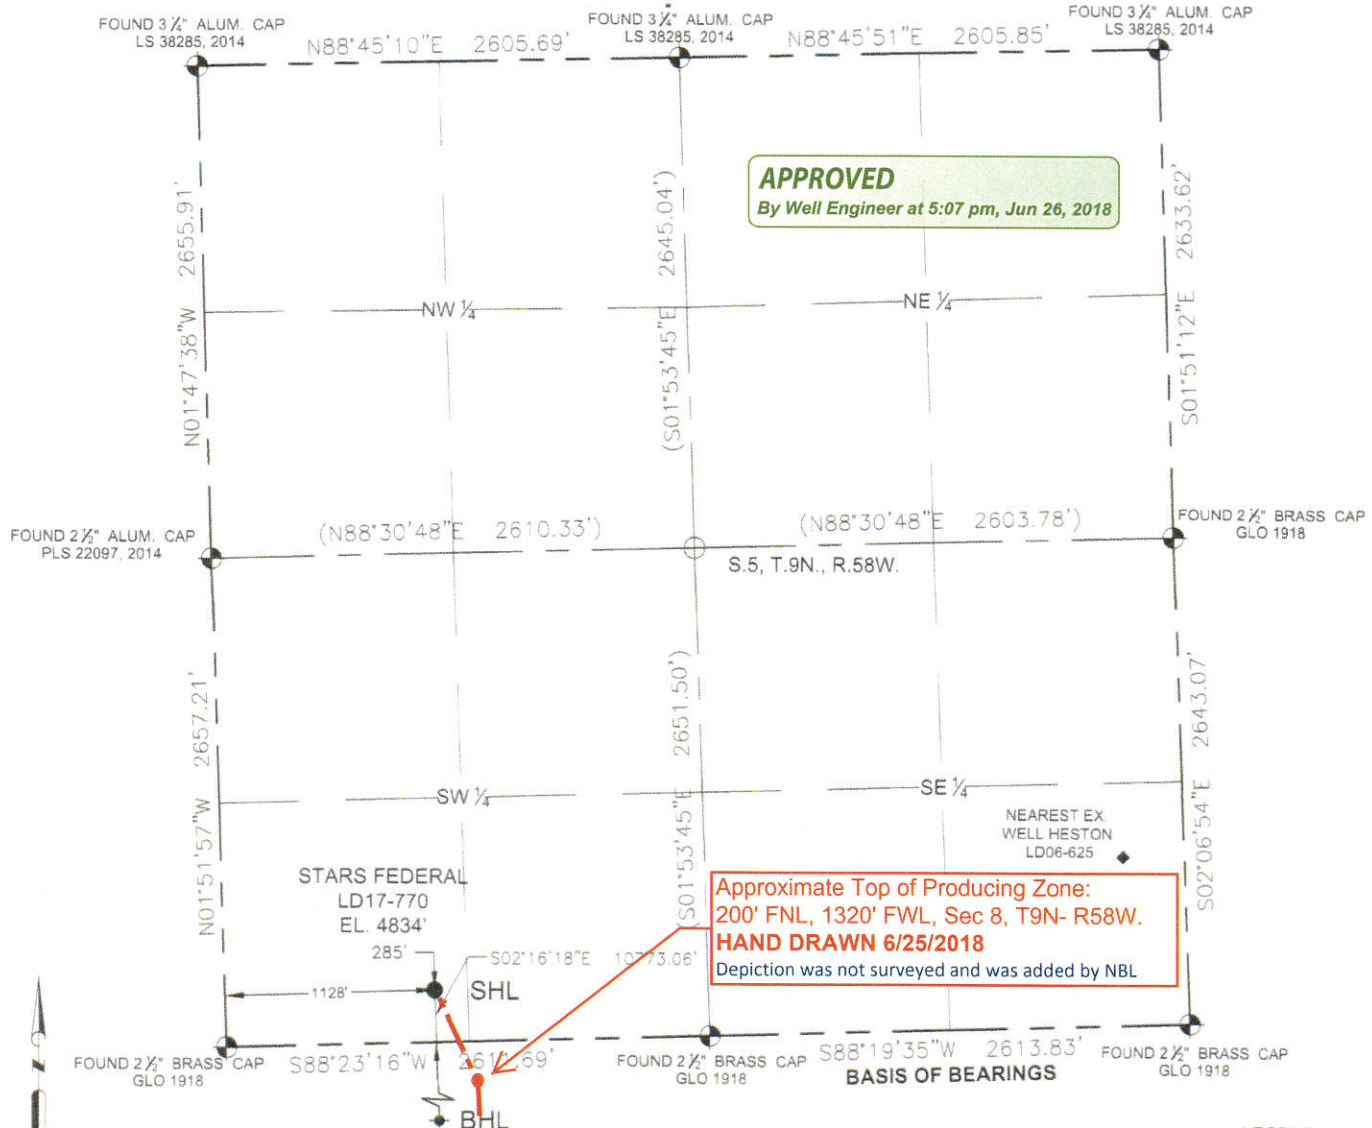 FOUND 3 ¼" ALUM. CAP
LS 38285, 2014
N88°45'10"E 2605.69'
FOUND 3 ¼" ALUM. CAP
LS 38285, 2014
N88°45'51"E 2605.85'
FOUND 3 ¼" ALUM. CAP
LS 38285, 2014
APPROVED
By Well Engineer at 5:07 pm, Jun 26, 2018
N01°47'38"W 2655.91'
(S01°53'45"E 2645.04')
S01°51'12"E 2633.62'
NW ¼
NE ¼
FOUND 2 ½" ALUM. CAP
PLS 22097, 2014
(N88°30'48"E 2610.33')
(N88°30'48"E 2603.78')
FOUND 2 ½" BRASS CAP
GLO 1918
S.5, T.9N., R.58W.
N01°51'57"W 2657.21'
(S01°53'45"E 2651.50')
S02°06'54"E 2643.07'
SW ¼
SE ¼
NEAREST EX.
WELL HESTON
LD06-625
STARS FEDERAL
LD17-770
EL. 4834'
285'
S02°16'18"E 10773.06'
1128'
SHL
Approximate Top of Producing Zone:
200' FNL, 1320' FWL, Sec 8, T9N- R58W.
HAND DRAWN 6/25/2018
Depiction was not surveyed and was added by NBL
FOUND 2 ½" BRASS CAP
GLO 1918
S88°23'16"W
FOUND 2 ½" BRASS CAP
GLO 1918
S88°19'35"W 2613.83'
BASIS OF BEARINGS
FOUND 2 ½" BRASS CAP
GLO 1918
BHL